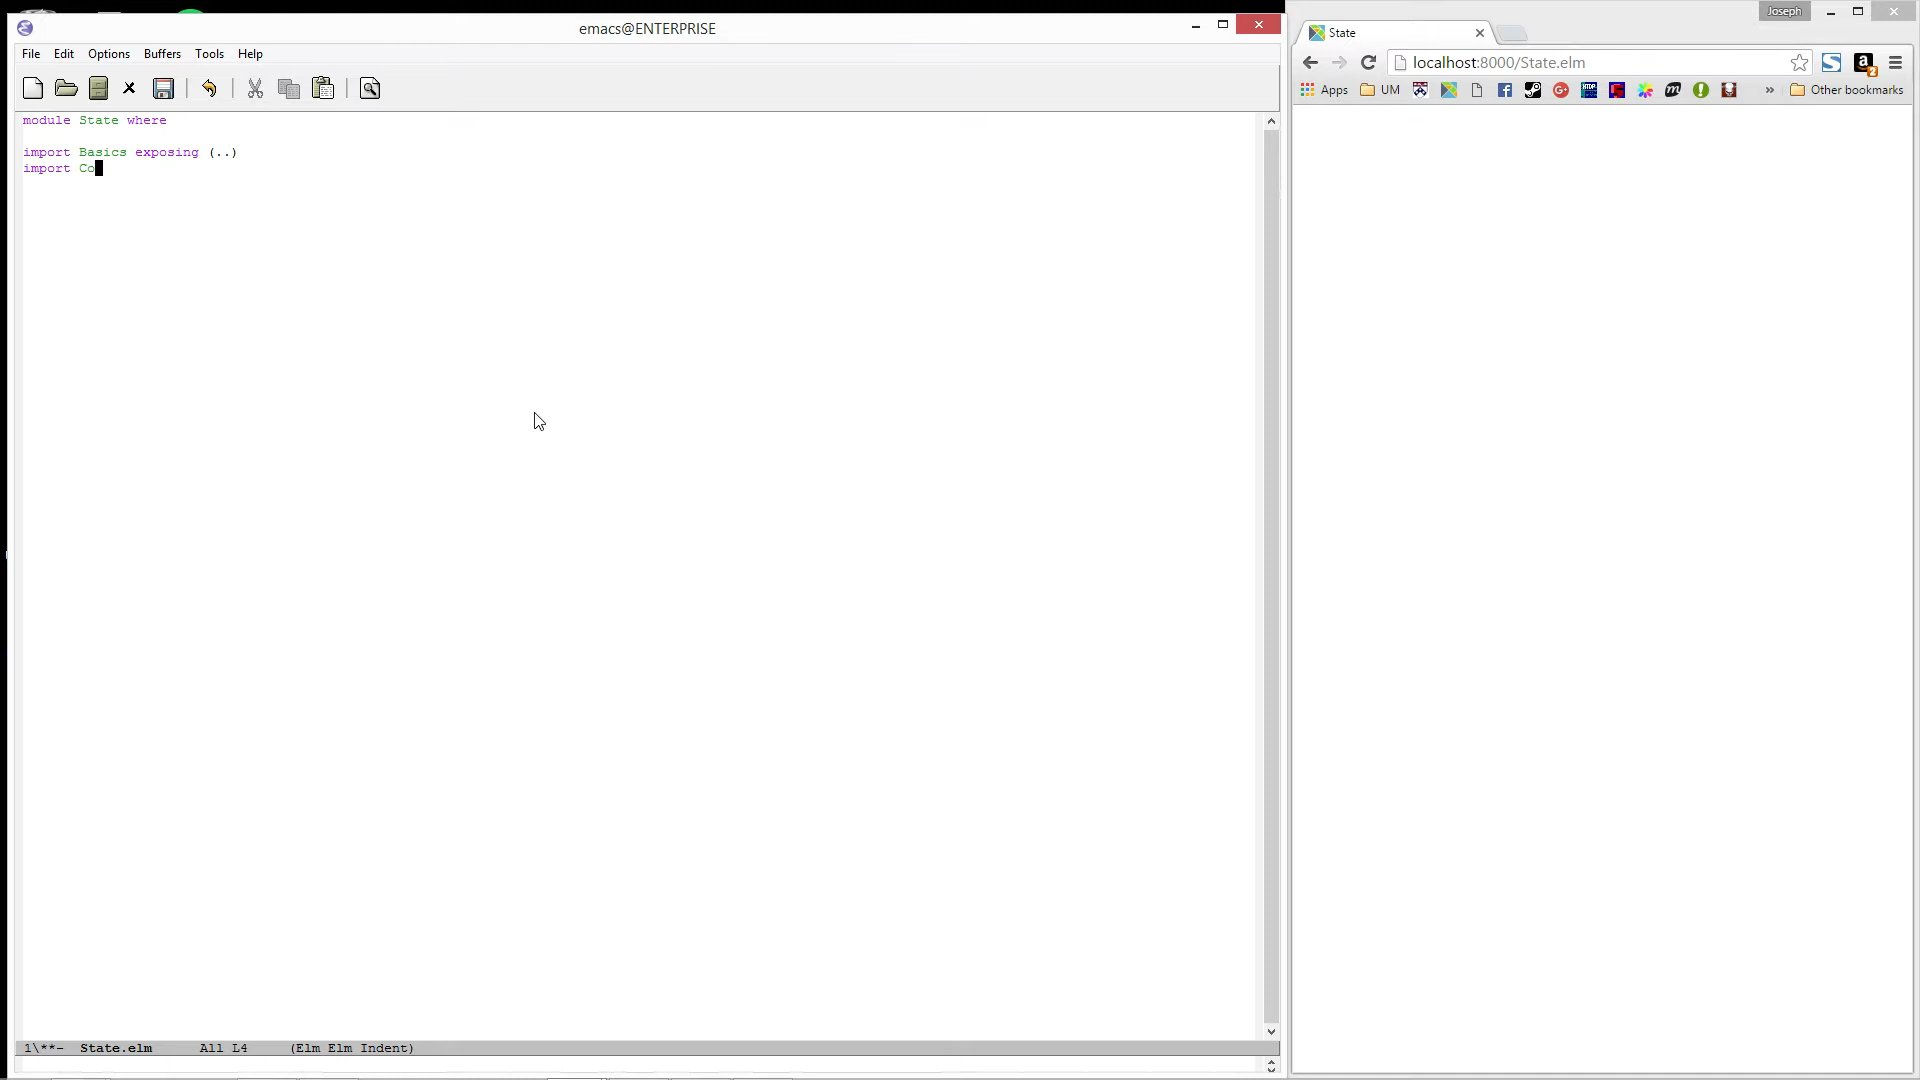 emacs@ENTERPRISE
File Edit Options Buffers Tools Help
module State where
import Basics exposing (..)
import Co
1\**- State.elm All L4 (Elm Elm Indent)
Joseph
State
localhost:8000/State.elm
2
Apps UM » Other bookmarks